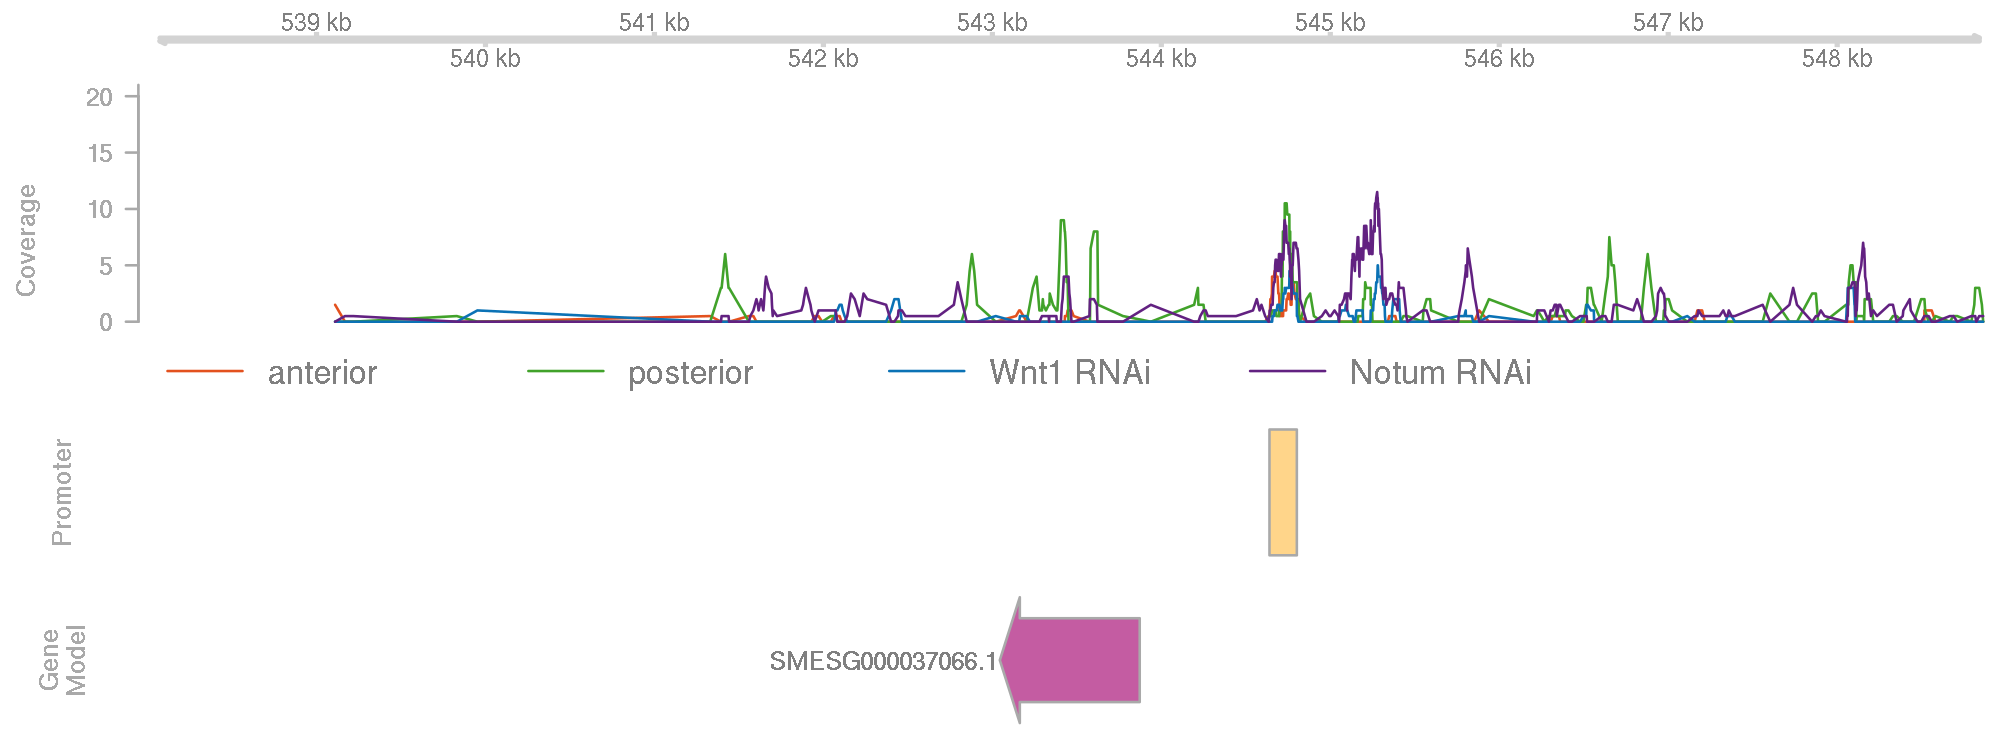 539 kb 541 kb 543 kb 545 kb 547 kb
540 kb 542 kb 544 kb 546 kb 548 kb
Coverage
20
15
10
5
0
anterior posterior Wnt1 RNAi Notum RNAi
Promoter
Gene
Model
SMESG000037066.1